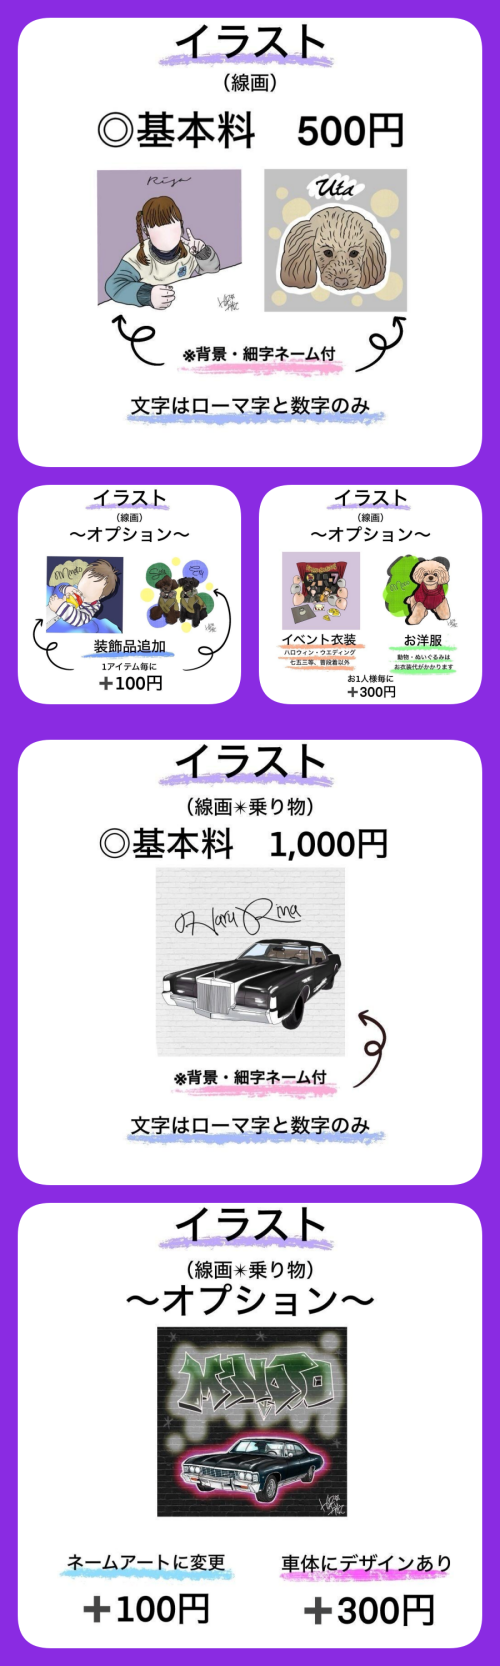 イラスト
（線画）
◎基本料　500円
Riza
Uta
※背景・細字ネーム付
文字はローマ字と数字のみ
イラスト
（線画）
〜オプション〜
装飾品追加
1アイテム毎に
＋100円
イラスト
（線画）
〜オプション〜
イベント衣装
ハロウィン・ウエディング
七五三等、普段着以外
お洋服
動物・ぬいぐるみは
お衣装代がかかります
お1人様毎に
＋300円
イラスト
（線画✴乗り物）
◎基本料　1,000円
Haru Rina
※背景・細字ネーム付
文字はローマ字と数字のみ
イラスト
（線画✴乗り物）
〜オプション〜
MiNATO
ネームアートに変更
＋100円
車体にデザインあり
＋300円